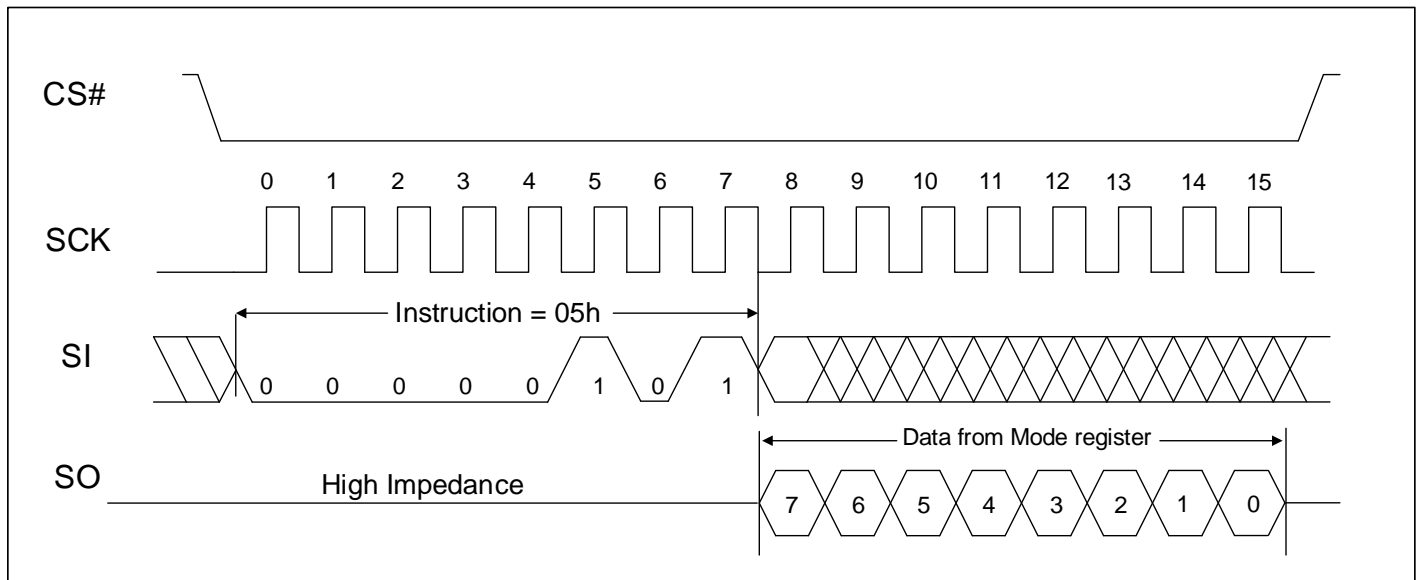 CS#
0 1 2 3 4 5 6 7 8 9 10 11 12 13 14 15
SCK
Instruction = 05h
SI
0 0 0 0 0 1 0 1
Data from Mode register
SO
High Impedance
7 6 5 4 3 2 1 0